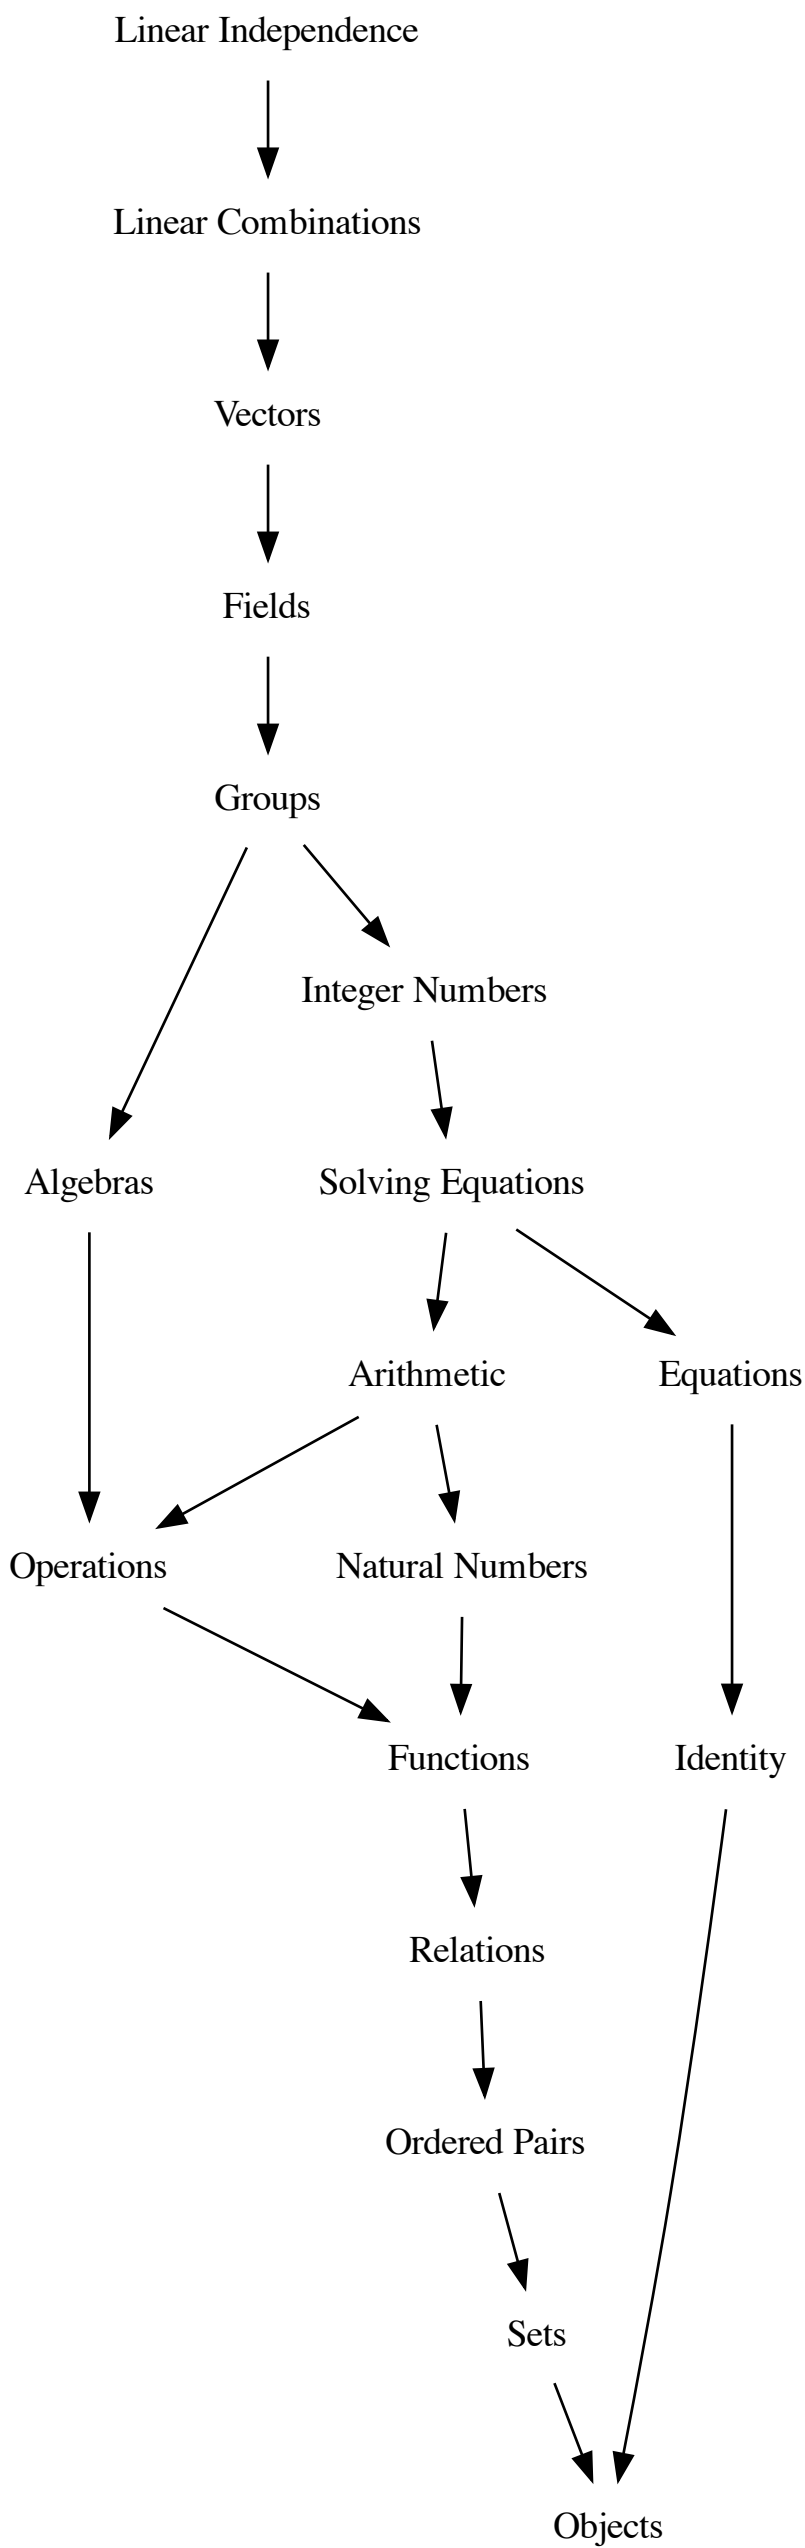 Linear Independence
Linear Combinations
Vectors
Fields
Groups
Integer Numbers
Algebras
Solving Equations
Arithmetic
Equations
Operations
Natural Numbers
Functions
Identity
Relations
Ordered Pairs
Sets
Objects